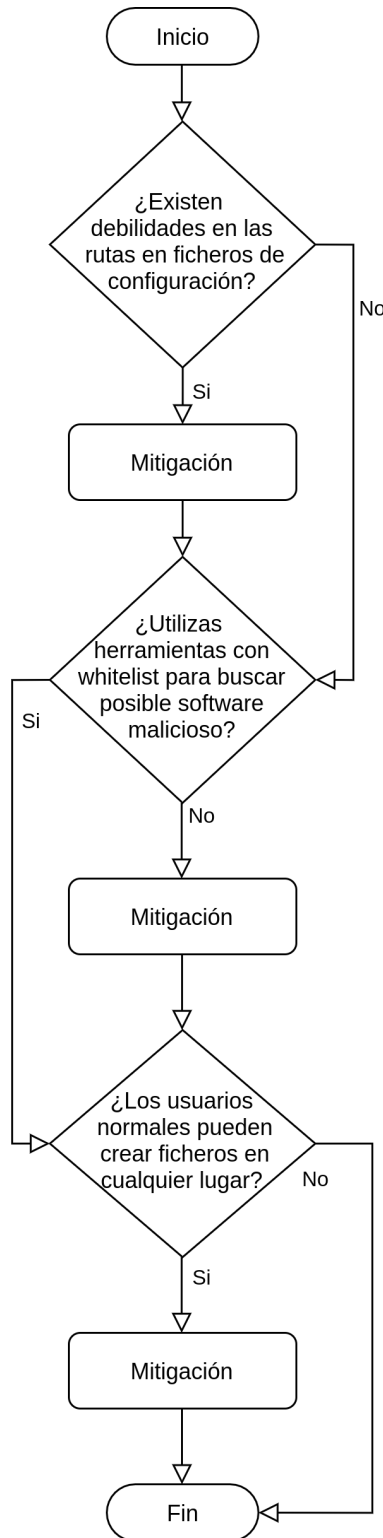 Inicio
¿Existen
debilidades en las
rutas en ficheros de
configuración?
No
Si
Mitigación
¿Utilizas
herramientas con
whitelist para buscar
posible software
malicioso?
Si
No
Mitigación
¿Los usuarios
normales pueden
crear ficheros en
cualquier lugar?
No
Si
Mitigación
Fin